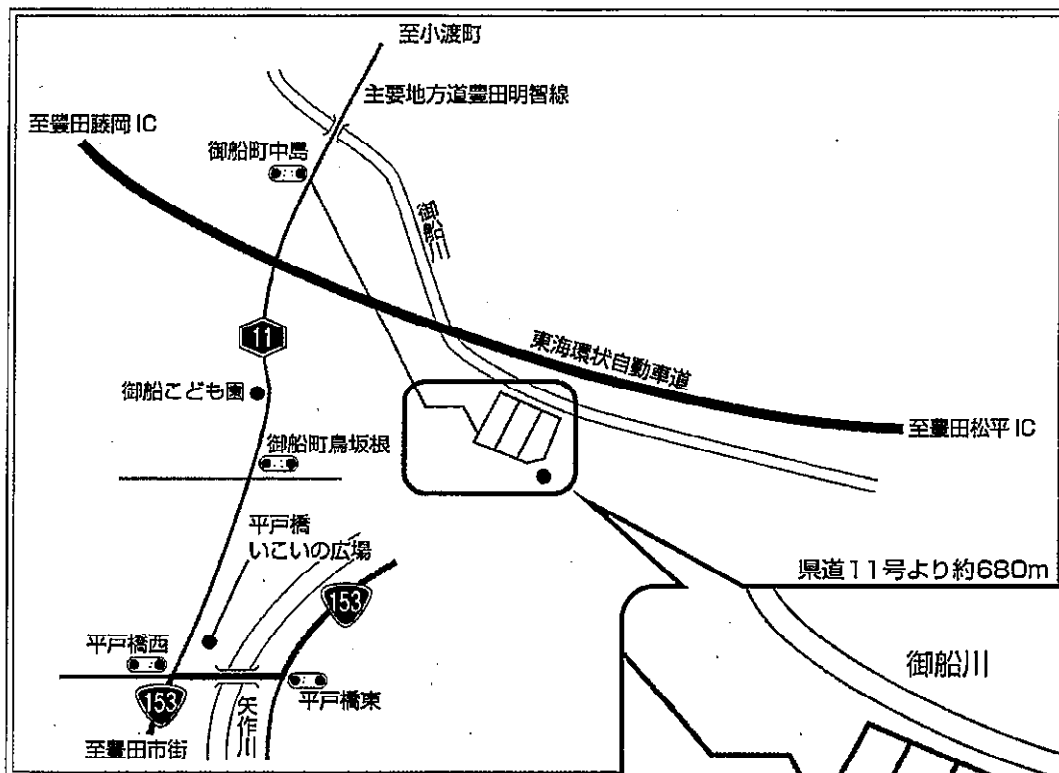 至小渡町
主要地方道豊田明智線
至豊田藤岡IC
御船町中島
御船川
11
東海環状自動車道
御船こども園
至豊田松平IC
御船町鳥坂根
平戸橋
いこいの広場
県道11号より約680m
153
平戸橋西
御船川
153
平戸橋東
矢作川
至豊田市街